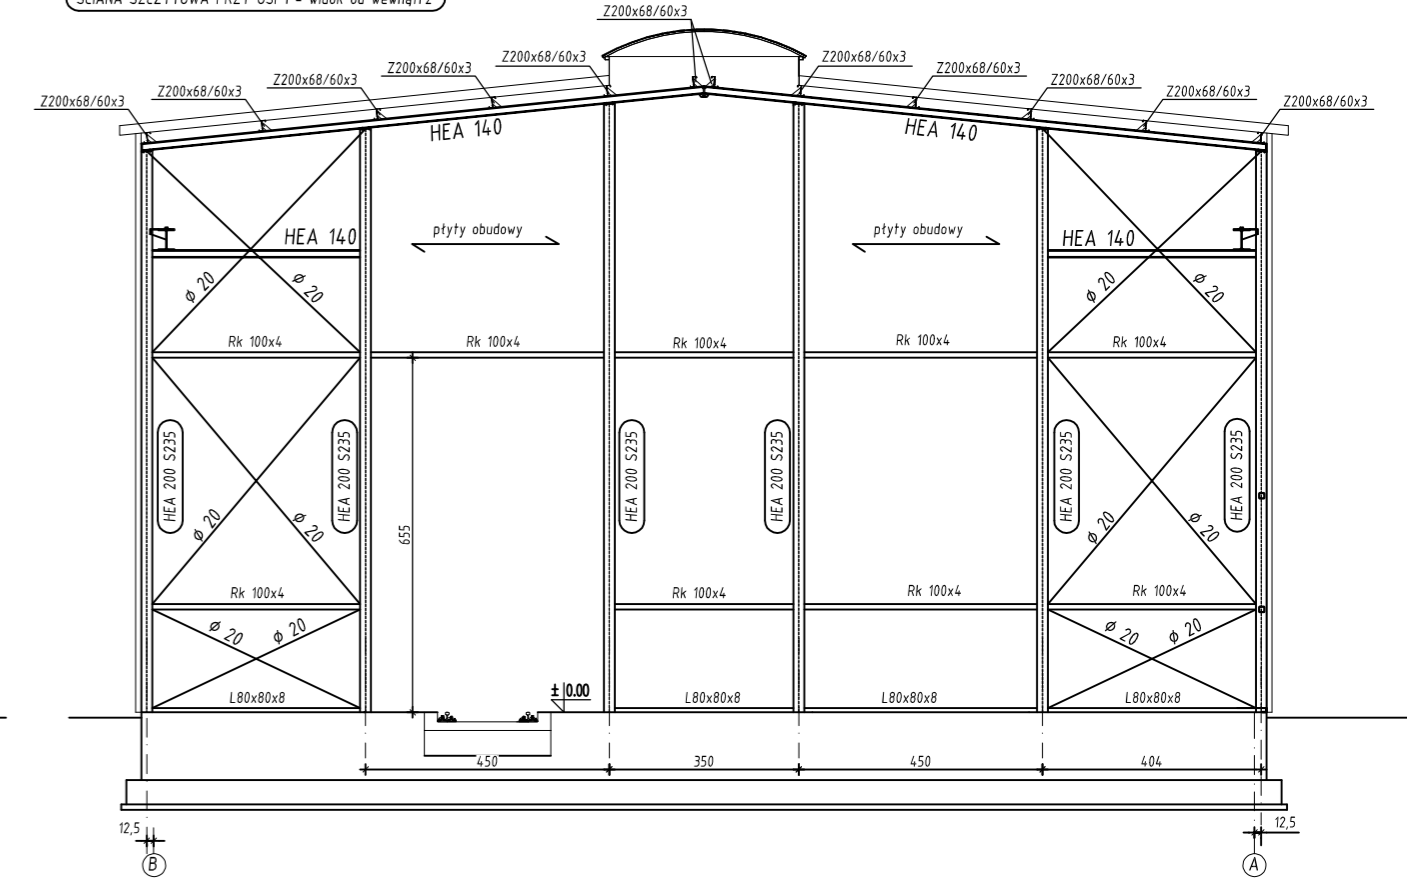 Z200x68/60x3
Z200x68/60x3 Z200x68/60x3
Z200x68/60x3 Z200x68/60x3
Z200x68/60x3 Z200x68/60x3
Z200x68/60x3 Z200x68/60x3
Z200x68/60x3 Z200x68/60x3
HEA 140 HEA 140
płyty obudowy płyty obudowy
HEA 140 HEA 140
ϕ 20 ϕ 20 ϕ 20 ϕ 20
Rk 100x4 Rk 100x4 Rk 100x4 Rk 100x4 Rk 100x4
HEA 200 S235 HEA 200 S235 HEA 200 S235 HEA 200 S235 HEA 200 S235 HEA 200 S235
655
ϕ 20 ϕ 20 ϕ 20 ϕ 20
Rk 100x4 Rk 100x4 Rk 100x4 Rk 100x4
ϕ 20 ϕ 20 ϕ 20 ϕ 20
± 0.00
L80x80x8 L80x80x8 L80x80x8 L80x80x8
450 350 450 404
12,5 12,5
B A